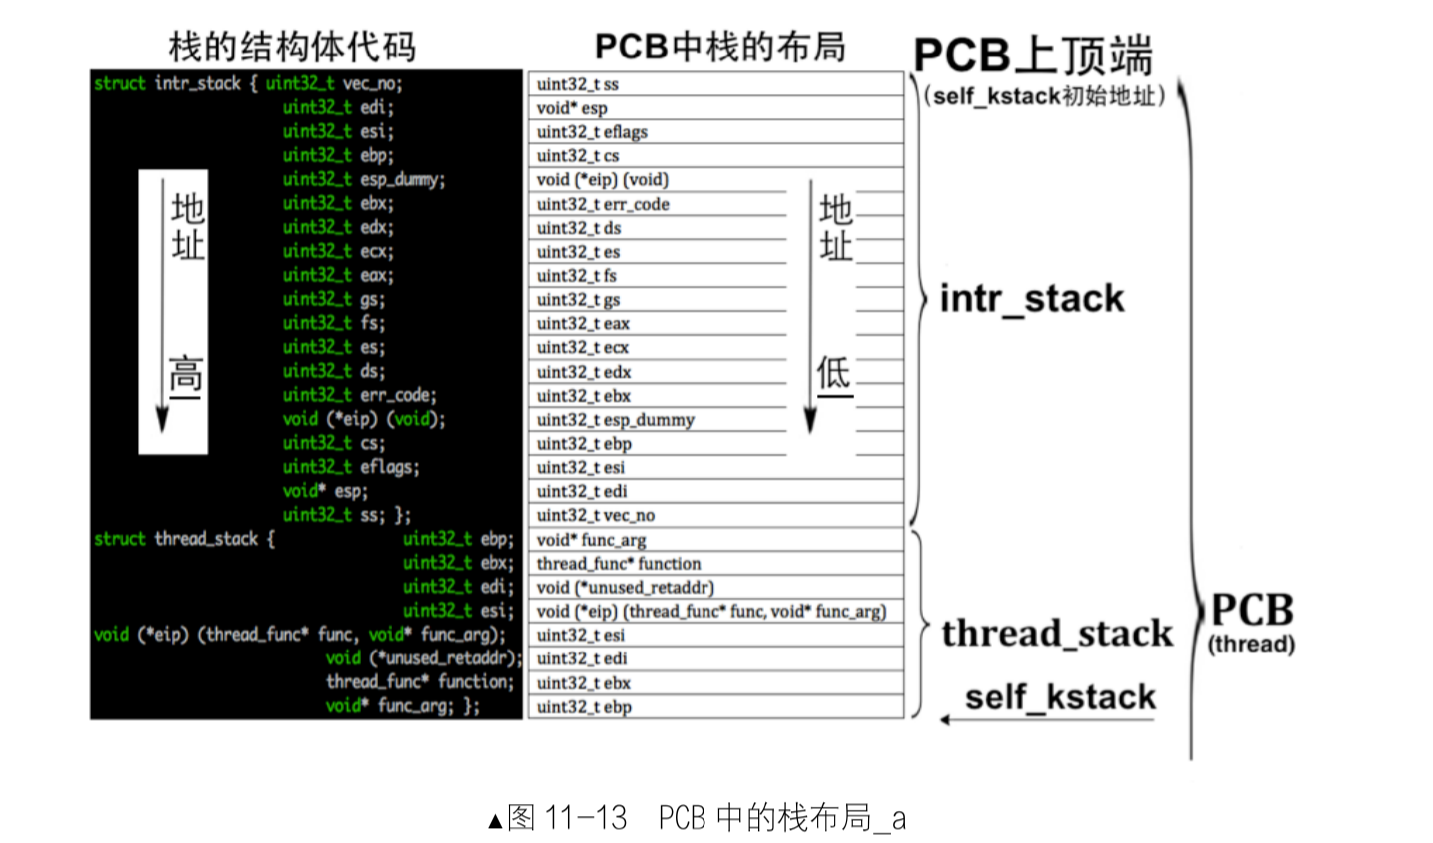 栈的结构体代码
struct intr_stack { uint32_t vec_no;
uint32_t edi;
uint32_t esi;
uint32_t ebp;
uint32_t esp_dummy;
uint32_t ebx;
uint32_t edx;
uint32_t ecx;
uint32_t eax;
uint32_t gs;
uint32_t fs;
uint32_t es;
uint32_t ds;
uint32_t err_code;
void (*eip) (void);
uint32_t cs;
uint32_t eflags;
void* esp;
uint32_t ss; };
struct thread_stack { uint32_t ebp;
uint32_t ebx;
uint32_t edi;
uint32_t esi;
void (*eip) (thread_func* func, void* func_arg);
void (*unused_retaddr);
thread_func* function;
void* func_arg; };
地
址
高
PCB中栈的布局
uint32_t ss
void* esp
uint32_t eflags
uint32_t cs
void (*eip) (void)
uint32_t err_code
uint32_t ds
uint32_t es
uint32_t fs
uint32_t gs
uint32_t eax
uint32_t ecx
uint32_t edx
uint32_t ebx
uint32_t esp_dummy
uint32_t ebp
uint32_t esi
uint32_t edi
uint32_t vec_no
void* func_arg
thread_func* function
void (*unused_retaddr)
void (*eip) (thread_func* func, void* func_arg)
uint32_t esi
uint32_t edi
uint32_t ebx
uint32_t ebp
地
址
低
PCB上顶端
（self_kstack初始地址）
intr_stack
thread_stack
self_kstack
PCB
(thread)
▲图 11-13 PCB 中的栈布局_a